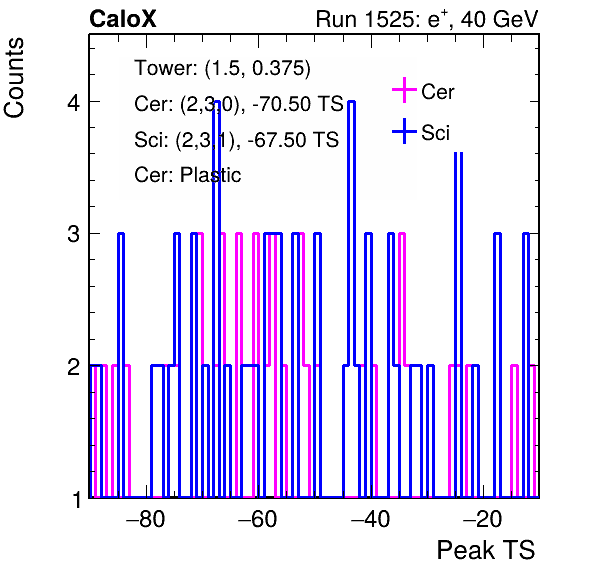 CaloX Run 1525: e+, 40 GeV
Counts
Tower: (1.5, 0.375)
Cer: (2,3,0), -70.50 TS
Sci: (2,3,1), -67.50 TS
Cer: Plastic
Cer
Sci
4
3
2
1
−80 −60 −40 −20
Peak TS